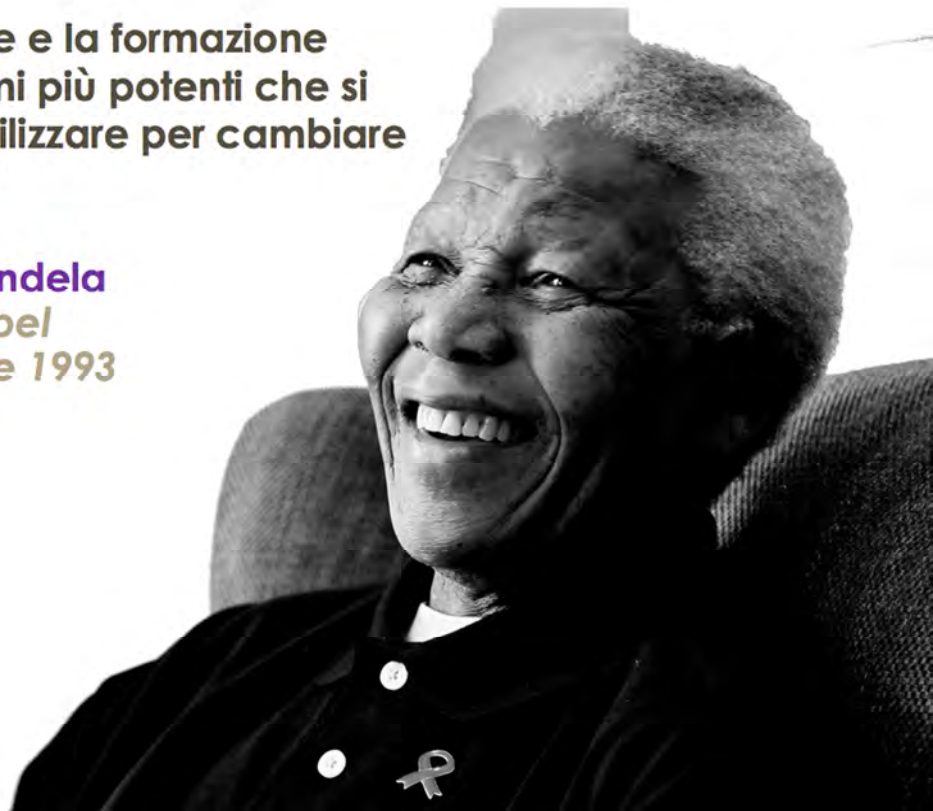 e e la formazione
ni più potenti che si
ilizzare per cambiare
ndela
bel
e 1993